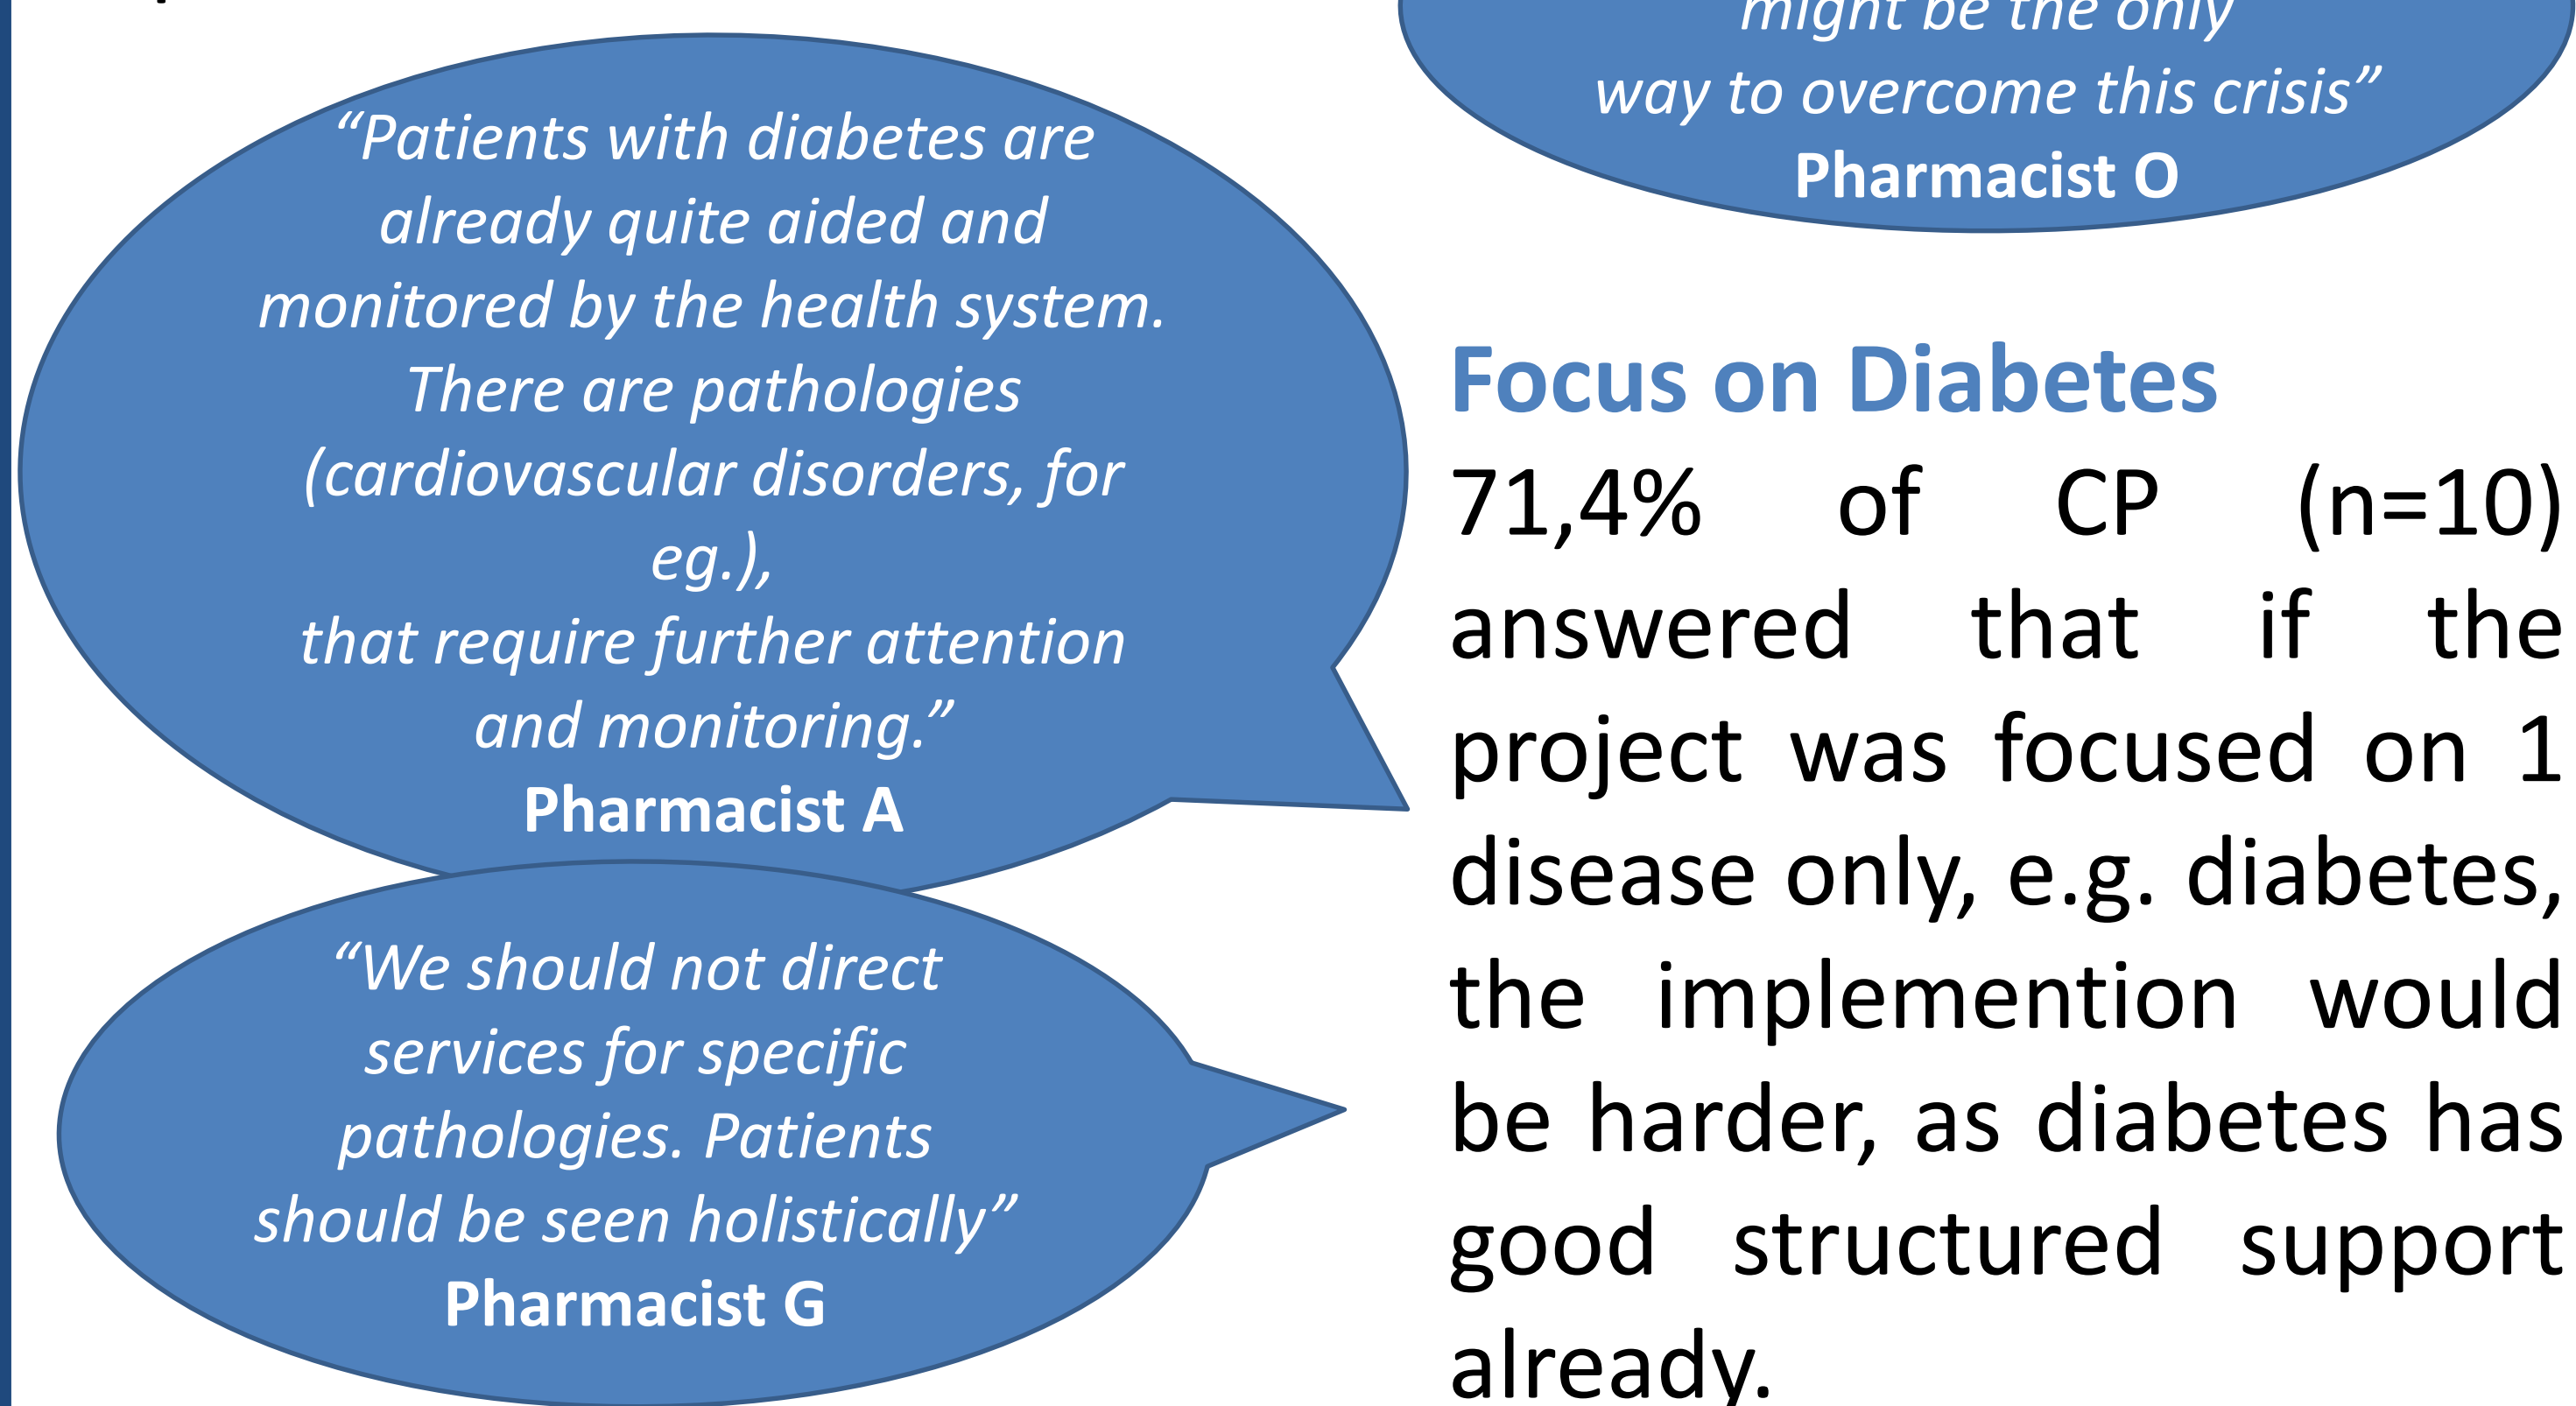 “Patients with diabetes are
already quite aided and
monitored by the health system.
There are pathologies
(cardiovascular disorders, for
eg.),
that require further attention
and monitoring.”
Pharmacist A
“We should not direct
services for specific
pathologies. Patients
should be seen holistically”
Pharmacist G
might be the only
way to overcome this crisis”
Pharmacist O
Focus on Diabetes
71,4% of CP (n=10)
answered that if the
project was focused on 1
disease only, e.g. diabetes,
the implemention would
be harder, as diabetes has
good structured support
already.